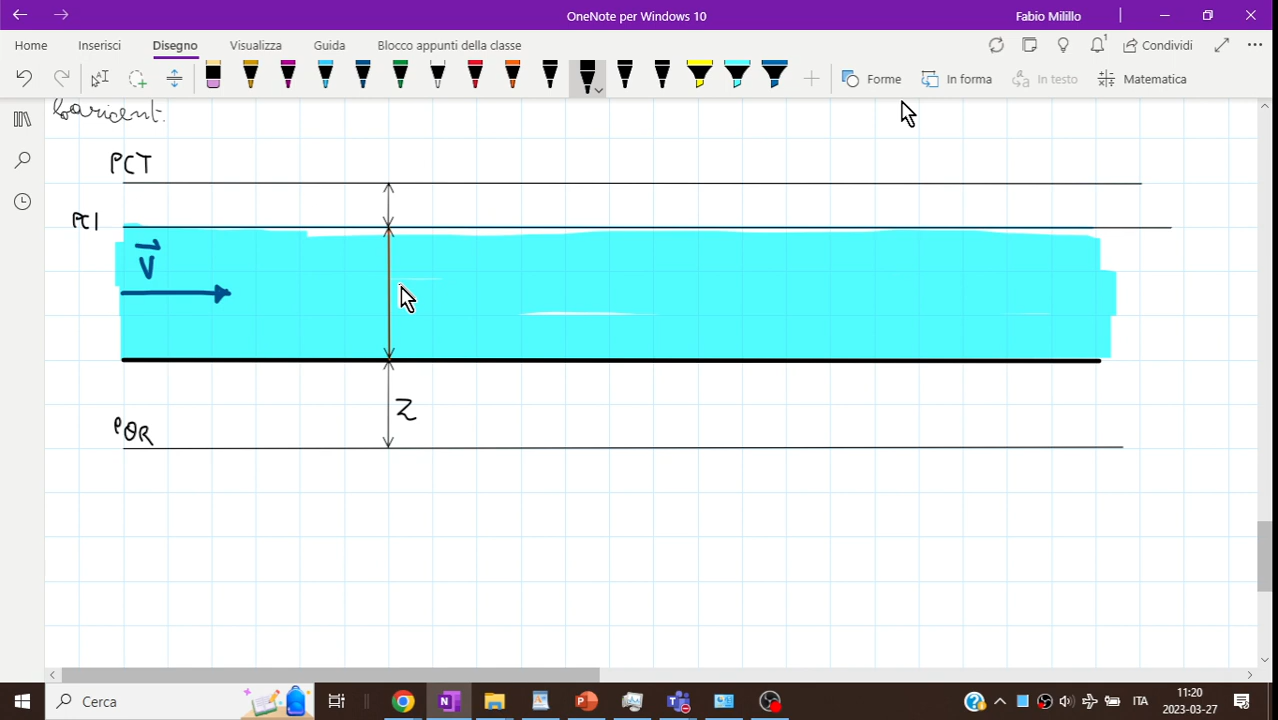 OneNote per Windows 10
Fabio Milillo
Home Inserisci Disegno Visualizza Guida Blocco appunti della classe
Condividi
Forme In forma In testo Matematica
baricent.
PCT
PCI
V
Z
PQR
Cerca
ITA
11:20
2023-03-27